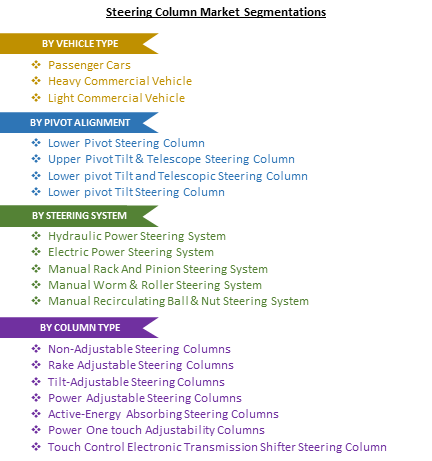 Steering Column Market Segmentations
BY VEHICLE TYPE
❖ Passenger Cars
❖ Heavy Commercial Vehicle
❖ Light Commercial Vehicle
BY PIVOT ALIGNMENT
❖ Lower Pivot Steering Column
❖ Upper Pivot Tilt & Telescope Steering Column
❖ Lower pivot Tilt and Telescopic Steering Column
❖ Lower pivot Tilt Steering Column
BY STEERING SYSTEM
❖ Hydraulic Power Steering System
❖ Electric Power Steering System
❖ Manual Rack And Pinion Steering System
❖ Manual Worm & Roller Steering System
❖ Manual Recirculating Ball & Nut Steering System
BY COLUMN TYPE
❖ Non-Adjustable Steering Columns
❖ Rake Adjustable Steering Columns
❖ Tilt-Adjustable Steering Columns
❖ Power Adjustable Steering Columns
❖ Active-Energy Absorbing Steering Columns
❖ Power One touch Adjustability Columns
❖ Touch Control Electronic Transmission Shifter Steering Column